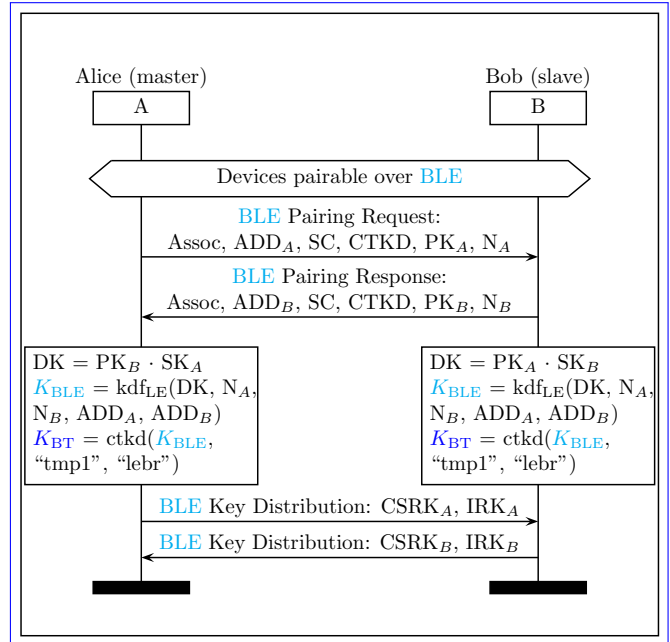 Alice (master) Bob (slave)
A B
Devices pairable over BLE
BLE Pairing Request:
Assoc, ADD_A, SC, CTKD, PK_A, N_A
BLE Pairing Response:
Assoc, ADD_B, SC, CTKD, PK_B, N_B
DK = PK_B · SK_A
K_BLE = kdf_LE(DK, N_A,
N_B, ADD_A, ADD_B)
K_BT = ctkd(K_BLE,
“tmp1”, “lebr”)
DK = PK_A · SK_B
K_BLE = kdf_LE(DK, N_A,
N_B, ADD_A, ADD_B)
K_BT = ctkd(K_BLE,
“tmp1”, “lebr”)
BLE Key Distribution: CSRK_A, IRK_A
BLE Key Distribution: CSRK_B, IRK_B